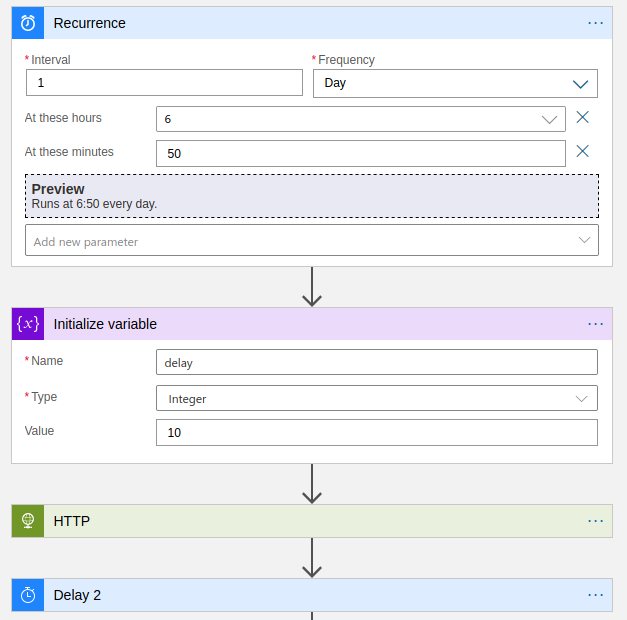 Recurrence
* Interval
* Frequency
1
Day
At these hours
6
At these minutes
50
Preview
Runs at 6:50 every day.
Add new parameter
{x} Initialize variable
* Name
delay
* Type
Integer
Value
10
HTTP
Delay 2